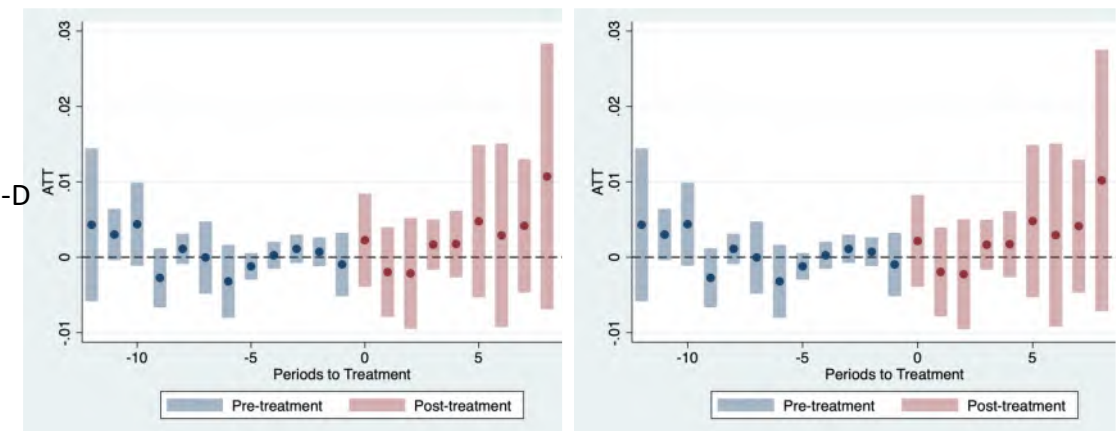 -D
ATT
.03
.02
.01
0
-.01
-10
-5
0
5
Periods to Treatment
Pre-treatment
Post-treatment
ATT
.03
.02
.01
0
-.01
-10
-5
0
5
Periods to Treatment
Pre-treatment
Post-treatment